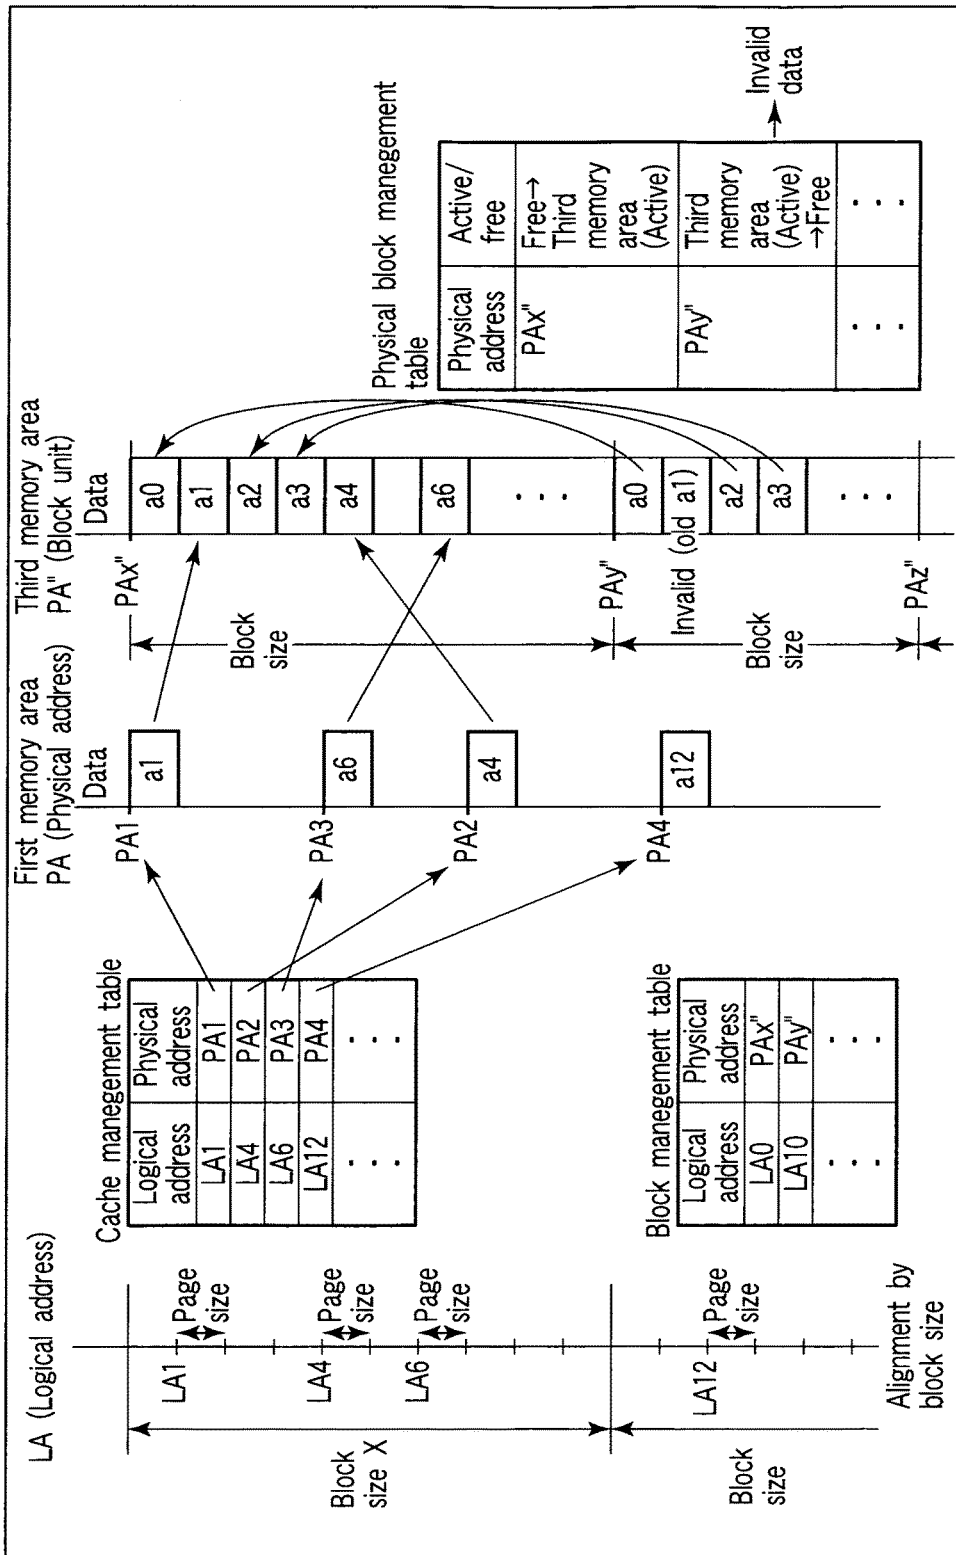 LA (Logical address)
LA1
Page
size
LA4
Page
size
LA6
Page
size
LA12
Page
size
Block
size X
Block
size
Alignment by
block size
Cache manegement table
Logical
address
Physical
address
LA1
PA1
LA4
PA2
LA6
PA3
LA12
PA4
. . .
. . .
Block manegement table
Logical
address
Physical
address
LA0
PAx"
LA10
PAy"
. . .
. . .
First memory area
PA (Physical address)
Data
PA1
a1
PA3
a6
PA2
a4
PA4
a12
Third memory area
PA" (Block unit)
Data
PAx"
a0
a1
a2
a3
a4
a6
. . .
Block
size
PAy"
a0
Invalid (old a1)
a2
a3
. . .
Block
size
PAz"
Physical block manegement
table
Physical
address
Active/
free
PAx"
Free→
Third
memory
area
(Active)
PAy"
Third
memory
area
(Active)
→Free
. . .
. . .
Invalid
data